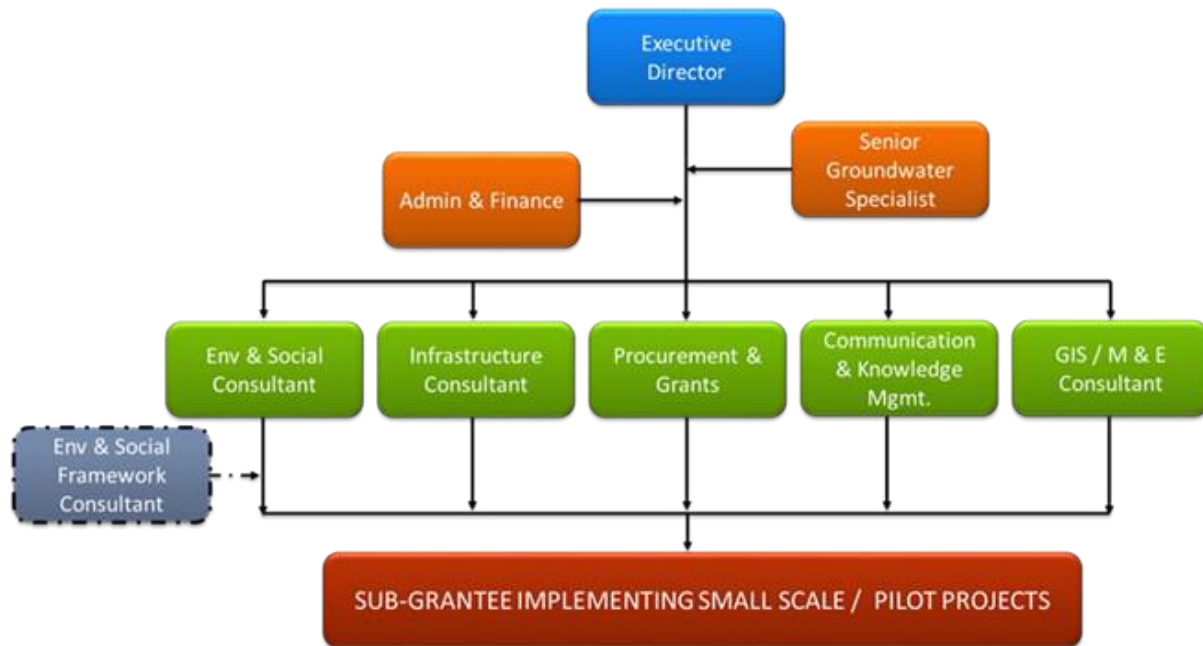 Executive
Director
Senior
Groundwater
Specialist
Admin & Finance
Env & Social
Consultant
Infrastructure
Consultant
Procurement &
Grants
Communication
& Knowledge
Mgmt.
GIS / M & E
Consultant
Env & Social
Framework
Consultant
SUB-GRANTEE IMPLEMENTING SMALL SCALE / PILOT PROJECTS